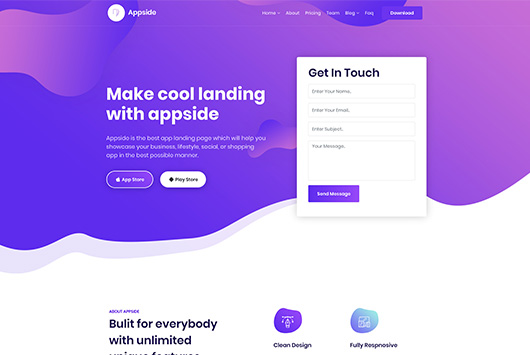 Appside
Home About Pricing Team Blog Faq Download
Make cool landing
with appside
Appside is the best app landing page which will help you
showcase your business, lifestyle, social, or shopping
app in the best possible manner.
App Store Play Store
Get In Touch
Enter Your Name..
Enter Your Email..
Enter Subject..
Your Message..
Send Message
ABOUT APPSIDE
Bulit for everybody
with unlimited
unique features
Clean Design
Fully Respnosive